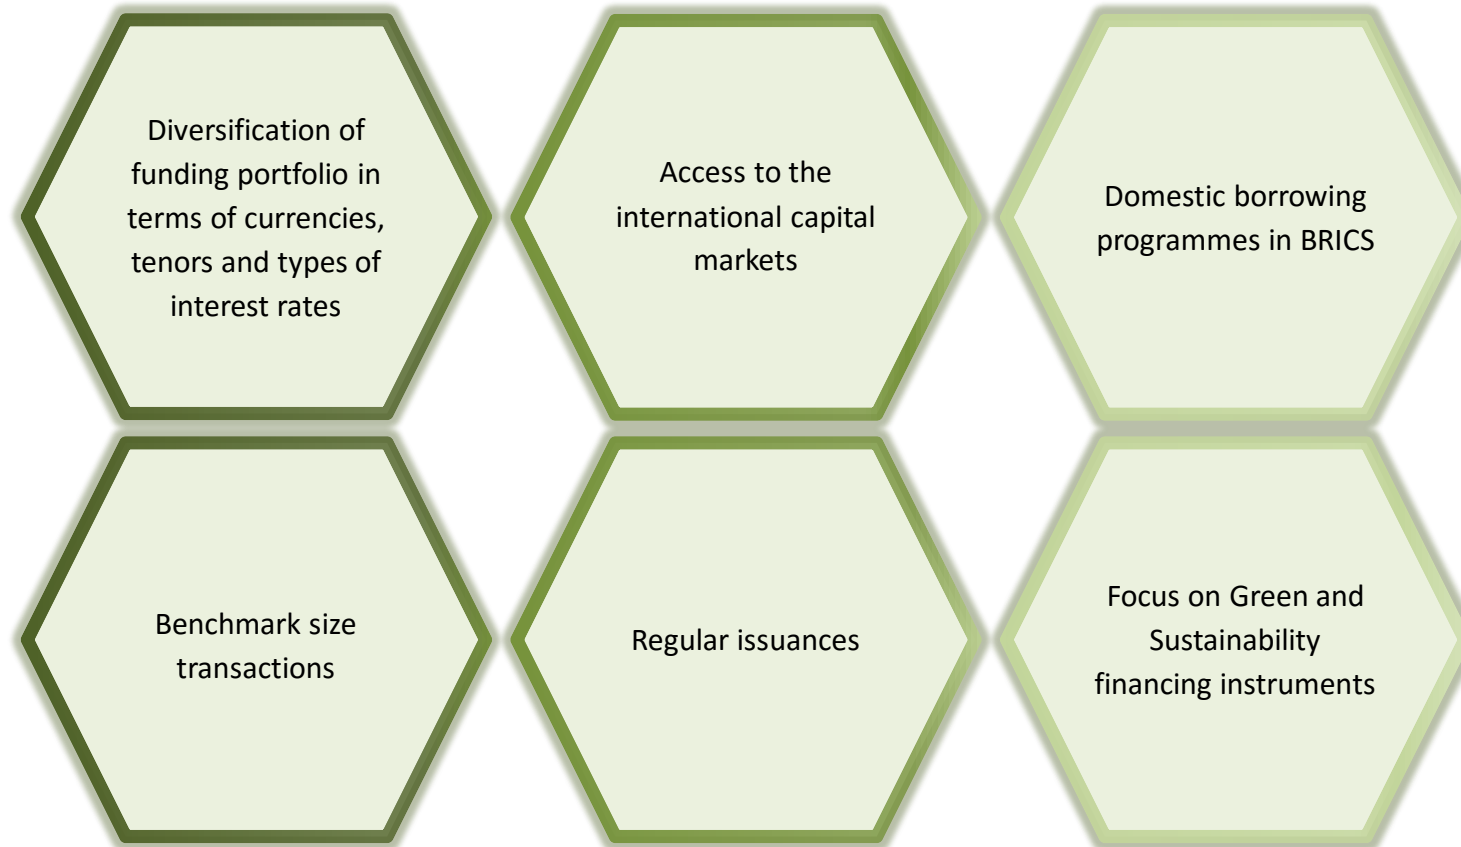 Diversification of
funding portfolio in
terms of currencies,
tenors and types of
interest rates
Access to the
international capital
markets
Domestic borrowing
programmes in BRICS
Benchmark size
transactions
Regular issuances
Focus on Green and
Sustainability
financing instruments